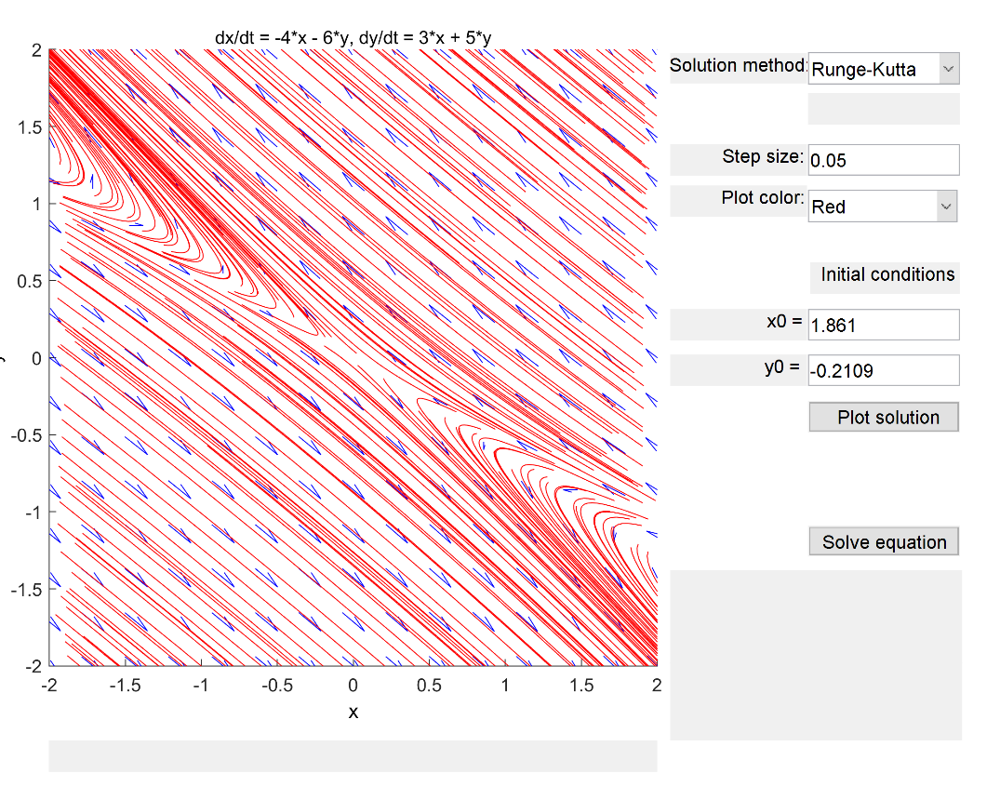 dx/dt = -4*x - 6*y, dy/dt = 3*x + 5*y
2
1.5
1
0.5
0
-0.5
-1
-1.5
-2
-2
-1.5
-1
-0.5
0
0.5
1
1.5
2
x
Solution method:
Runge-Kutta
Step size:
0.05
Plot color:
Red
Initial conditions
x0 =
1.861
y0 =
-0.2109
Plot solution
Solve equation